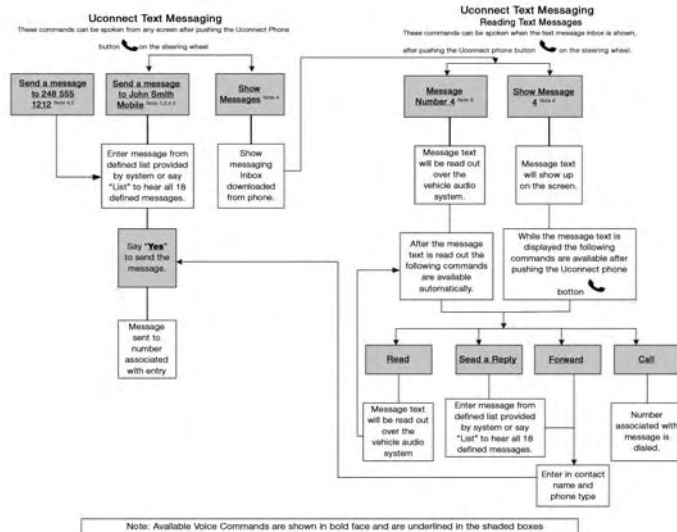 Uconnect Text Messaging
These commands can be spoken from any screen after pushing the Uconnect Phone
button on the steering wheel
Send a message
to 248 555
1212
Send a message
to John Smith
Mobile
Show
Messages
Enter message from
defined list provided
by system or say
"List" to hear all 18
defined messages.
Show
messaging
Inbox
downloaded
from phone.
Say "Yes"
to send the
message.
Message
sent to
number
associated
with entry
Uconnect Text Messaging
Reading Text Messages
These commands can be spoken when the text message inbox is shown,
after pushing the Uconnect phone button on the steering wheel.
Message
Number 4
Show Message
4
Message text
will be read out
over the
vehicle audio
system.
Message text
will show up
on the screen.
After the message
text is read out the
following commands
are available
automatically.
While the message text is
displayed the following
commands are available after
pushing the Uconnect phone
botton
Read
Send a Reply
Forward
Call
Message text
will be read out
over the
vehicle audio
system
Enter message from
defined list provided
by system or say
"List" to hear all 18
defined messages.
Number
associated with
message is
dialed.
Enter in contact
name and
phone type
Note: Available Voice Commands are shown in bold face and are underlined in the shaded boxes